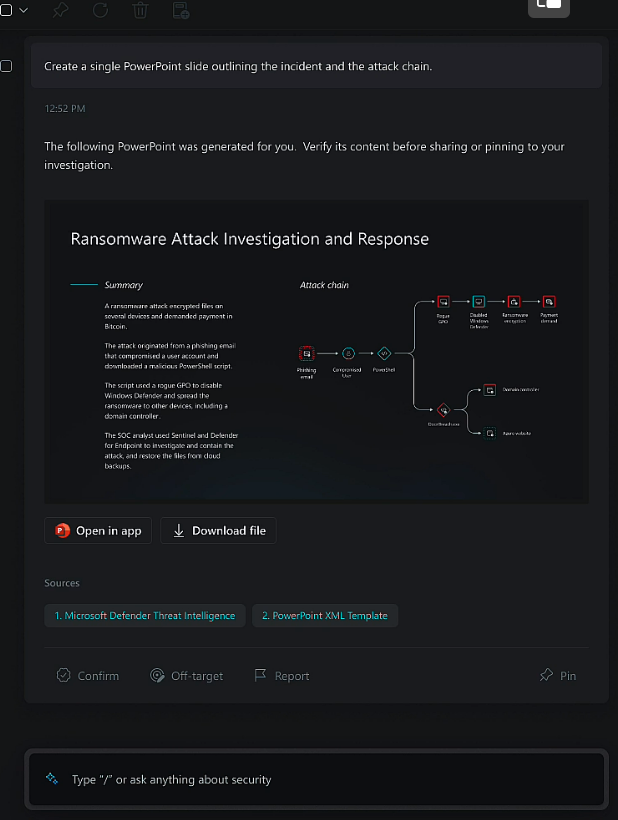 Create a single PowerPoint slide outlining the incident and the attack chain.
12:52 PM
The following PowerPoint was generated for you. Verify its content before sharing or pinning to your
investigation.
Ransomware Attack Investigation and Response
Summary
A ransomware attack encrypted files on
several devices and demanded payment in
Bitcoin.
The attack originated from a phishing email
that compromised a user account and
downloaded a malicious PowerShell script.
The script used a rogue GPO to disable
Windows Defender and spread the
ransomware to other devices, including a
domain controller.
The SOC analyst used Sentinel and Defender
for Endpoint to investigate and contain the
attack, and restore the files from cloud
backups.
Attack chain
Phishing
email
Compromised
User
PowerShell
Rogue
GPO
Disabled
Windows
Defender
Ransomware
encryption
Payment
demand
Domain controller
Open in app
Download file
Sources
1. Microsoft Defender Threat Intelligence
2. PowerPoint XML Template
Confirm
Off-target
Report
Pin
Type "/" or ask anything about security